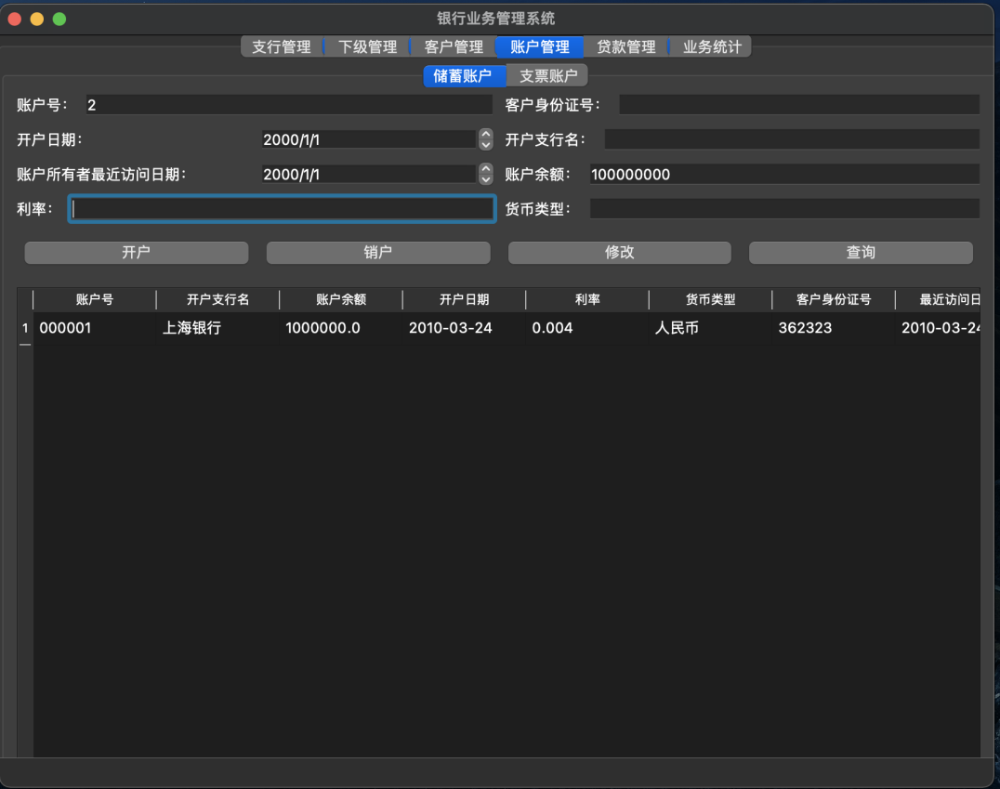 银行业务管理系统
支行管理 下级管理 客户管理 账户管理 贷款管理 业务统计
储蓄账户 支票账户
账户号: 2 客户身份证号:
开户日期: 2000/1/1 开户支行名:
账户所有者最近访问日期: 2000/1/1 账户余额: 100000000
利率: 货币类型:
开户 销户 修改 查询
账户号 开户支行名 账户余额 开户日期 利率 货币类型 客户身份证号 最近访问日
1 000001 上海银行 1000000.0 2010-03-24 0.004 人民币 362323 2010-03-24